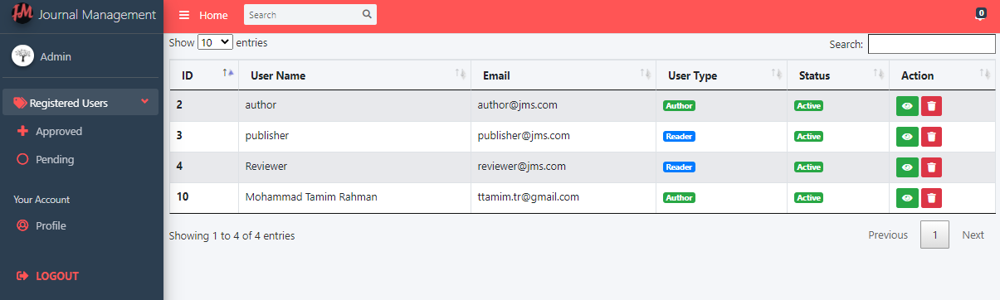 JM Journal Management
Home
Search
0
Admin
Registered Users
Approved
Pending
Your Account
Profile
LOGOUT
Show 10 entries
Search:
ID User Name Email User Type Status Action
2 author author@jms.com Author Active
3 publisher publisher@jms.com Reader Active
4 Reviewer reviewer@jms.com Reader Active
10 Mohammad Tamim Rahman ttamim.tr@gmail.com Author Active
Showing 1 to 4 of 4 entries
Previous 1 Next